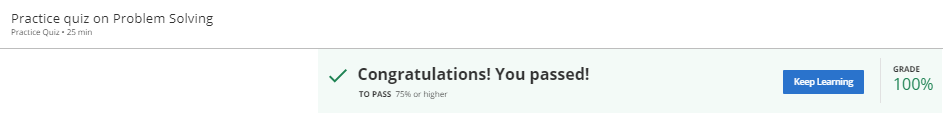 Practice quiz on Problem Solving
Practice Quiz • 25 min
Congratulations! You passed!
TO PASS 75% or higher
Keep Learning
GRADE
100%